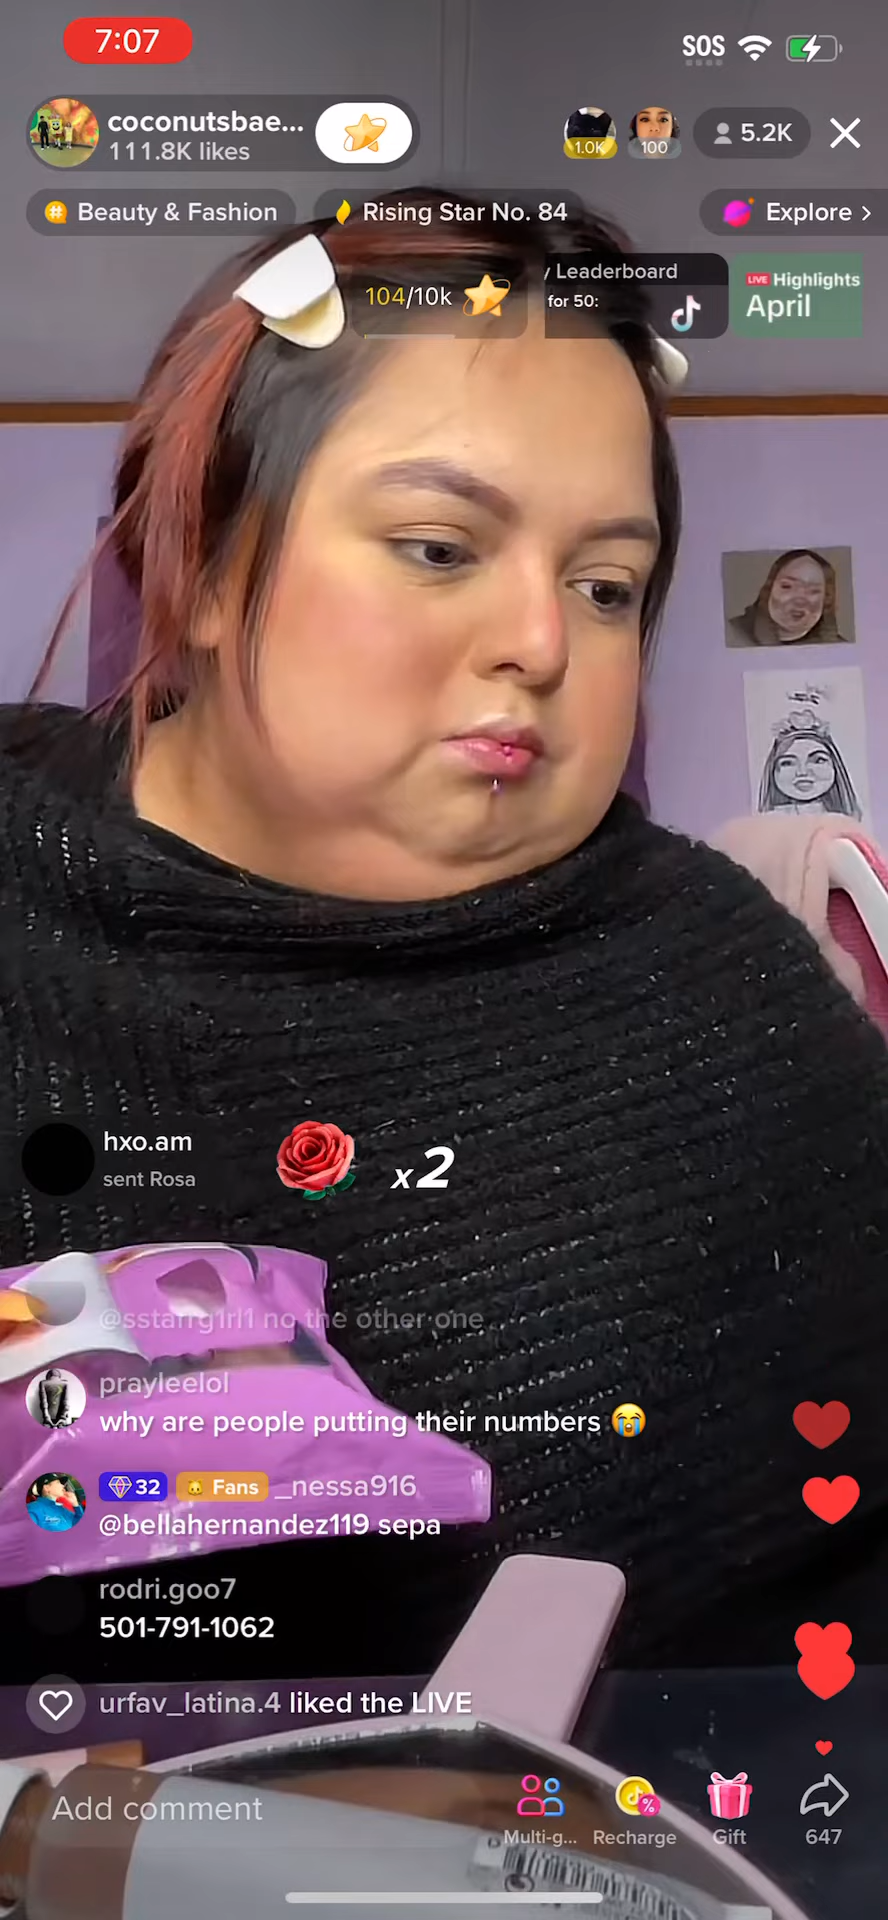 7:07
SOS
coconutsbae...
111.8K likes
1.0K
100
5.2K
Beauty & Fashion
Rising Star No. 84
Explore >
104/10k
y Leaderboard
for 50:
LIVE Highlights
April
hxo.am
sent Rosa
x2
@sstarrg1rl1 no the other one
prayleelol
why are people putting their numbers 😭
32 Fans _nessa916
@bellahernandez119 sepa
rodri.goo7
501-791-1062
urfav_latina.4 liked the LIVE
Add comment
Multi-g...
Recharge
Gift
647